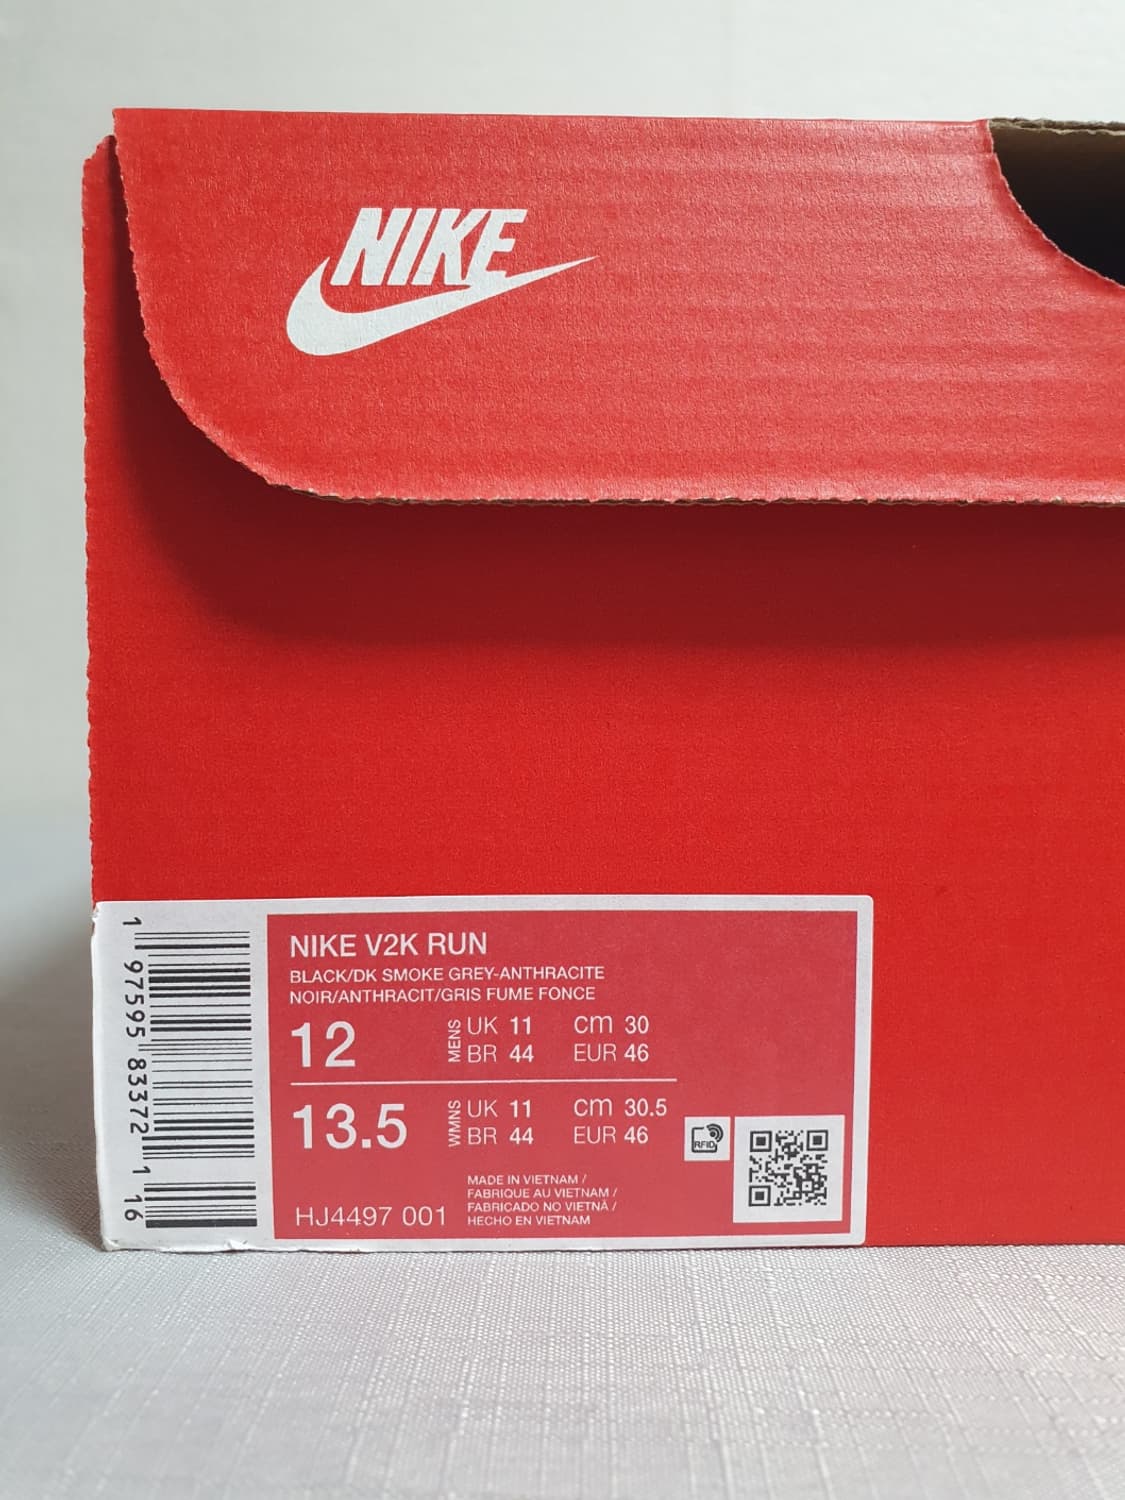 NIKE
NIKE V2K RUN
BLACK/DK SMOKE GREY-ANTHRACITE
NOIR/ANTHRACIT/GRIS FUME FONCE
12 MENS UK 11 cm 30
BR 44 EUR 46
13.5 WMNS UK 11 cm 30.5
BR 44 EUR 46
RFID
MADE IN VIETNAM /
FABRIQUE AU VIETNAM /
FABRICADO NO VIETNÃ /
HECHO EN VIETNAM
HJ4497 001
1 97595 83372 1 16